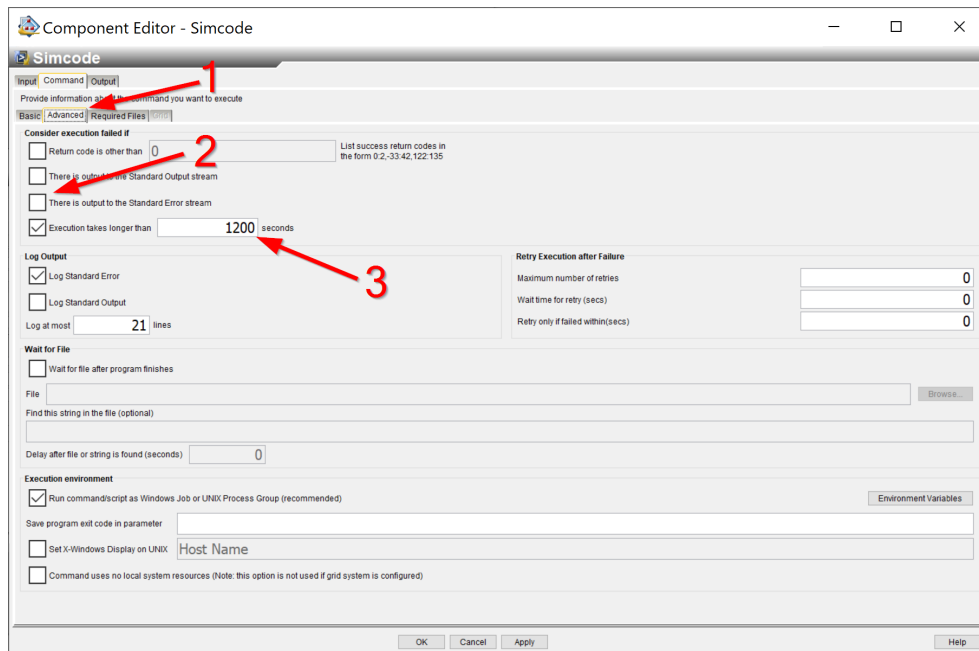 Component Editor - Simcode
Simcode
Input Command Output
1
Provide information about the command you want to execute
Basic Advanced Required Files Grid
Consider execution failed if
Return code is other than 0 List success return codes in
the form 0:2,-33:42,122:135
2
There is output to the Standard Output stream
There is output to the Standard Error stream
Execution takes longer than 1200 seconds
3
Log Output
Log Standard Error
Log Standard Output
Log at most 21 lines
Retry Execution after Failure
Maximum number of retries 0
Wait time for retry (secs) 0
Retry only if failed within(secs) 0
Wait for File
Wait for file after program finishes
File Browse...
Find this string in the file (optional)
Delay after file or string is found (seconds) 0
Execution environment
Run command/script as Windows Job or UNIX Process Group (recommended) Environment Variables
Save program exit code in parameter
Set X-Windows Display on UNIX Host Name
Command uses no local system resources (Note: this option is not used if grid system is configured)
OK Cancel Apply Help